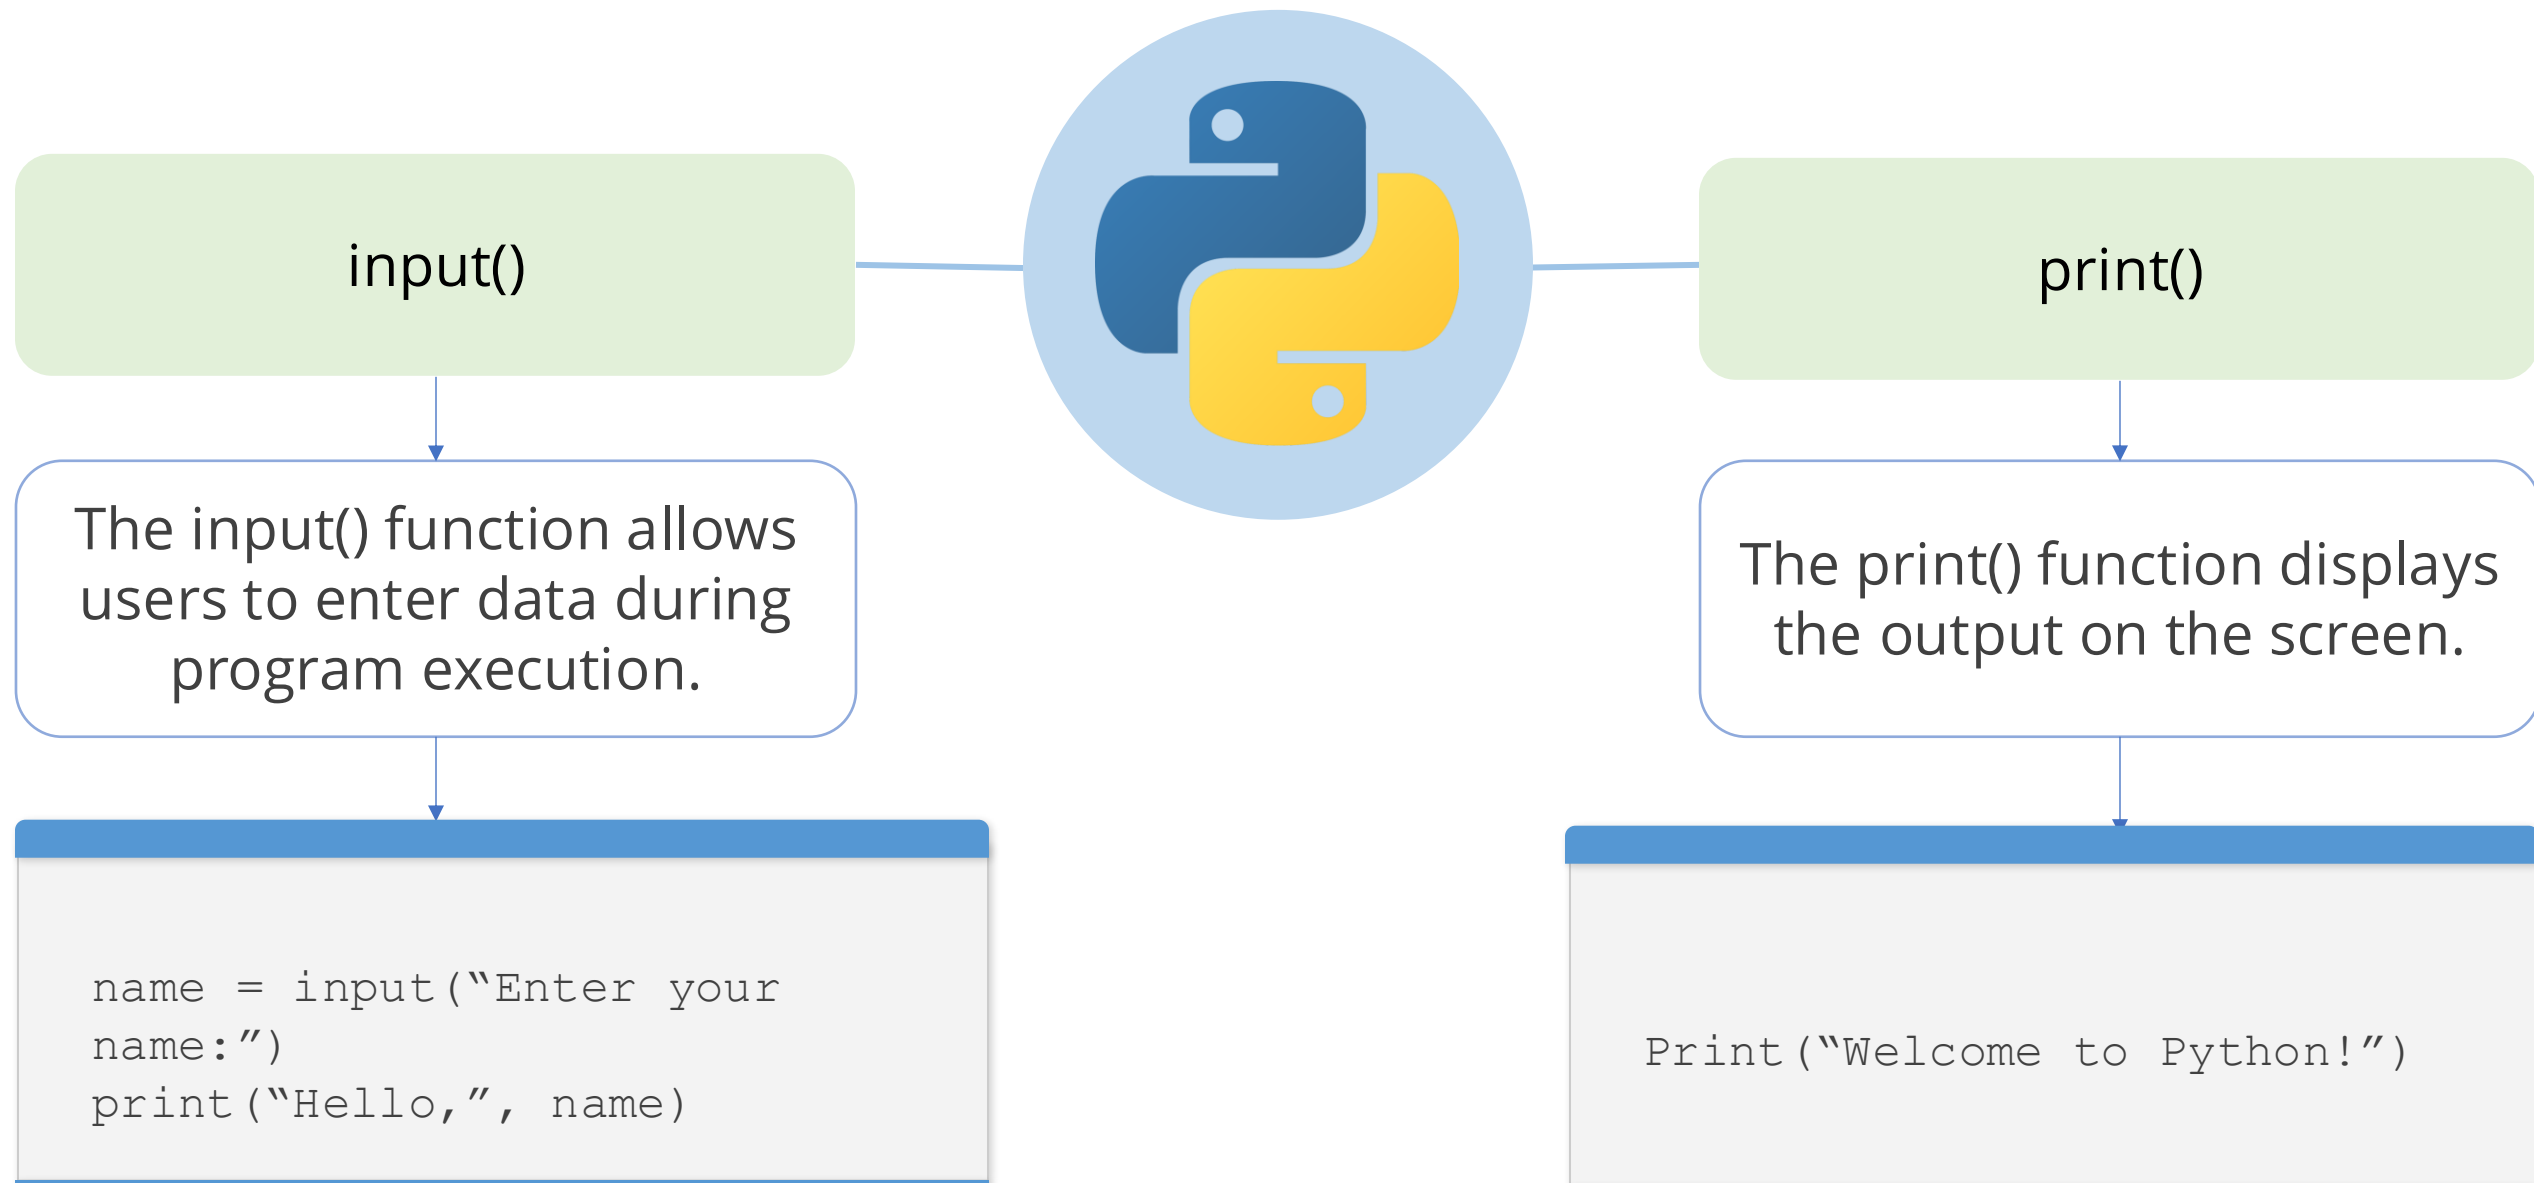 input()
The input() function allows
users to enter data during
program execution.
name = input(“Enter your
name:”)
print(“Hello,”, name)
print()
The print() function displays
the output on the screen.
Print(“Welcome to Python!”)